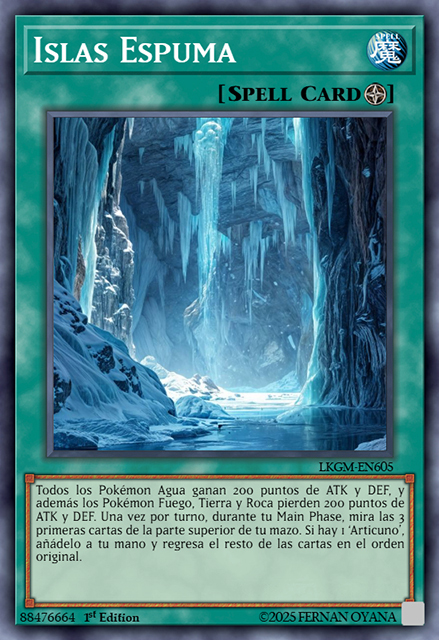 ISLAS ESPUMA
SPELL
魔
[SPELL CARD]
LKGM-EN605
Todos los Pokémon Agua ganan 200 puntos de ATK y DEF, y
además los Pokémon Fuego, Tierra y Roca pierden 200 puntos de
ATK y DEF. Una vez por turno, durante tu Main Phase, mira las 3
primeras cartas de la parte superior de tu mazo. Si hay 1 'Articuno',
añádelo a tu mano y regresa el resto de las cartas en el orden
original.
88476664 1st Edition ©2025 FERNAN OYANA